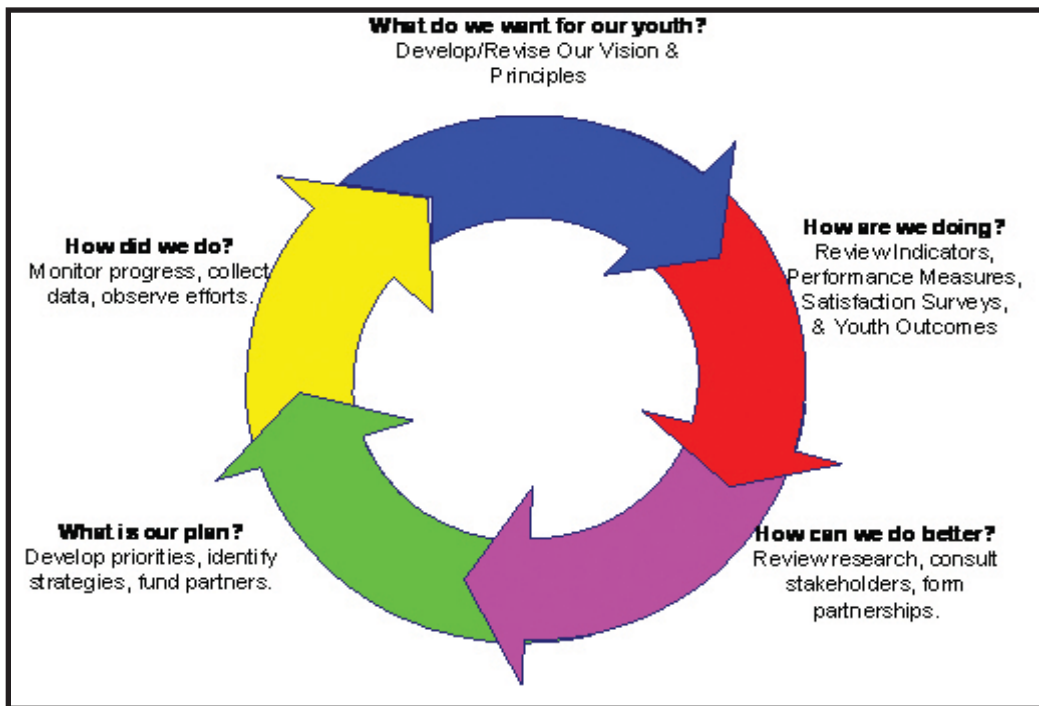 What do we want for our youth?
Develop/Revise Our Vision &
Principles
How are we doing?
Review Indicators,
Performance Measures,
Satisfaction Surveys,
& Youth Outcomes
How can we do better?
Review research, consult
stakeholders, form
partnerships.
What is our plan?
Develop priorities, identify
strategies, fund partners.
How did we do?
Monitor progress, collect
data, observe efforts.